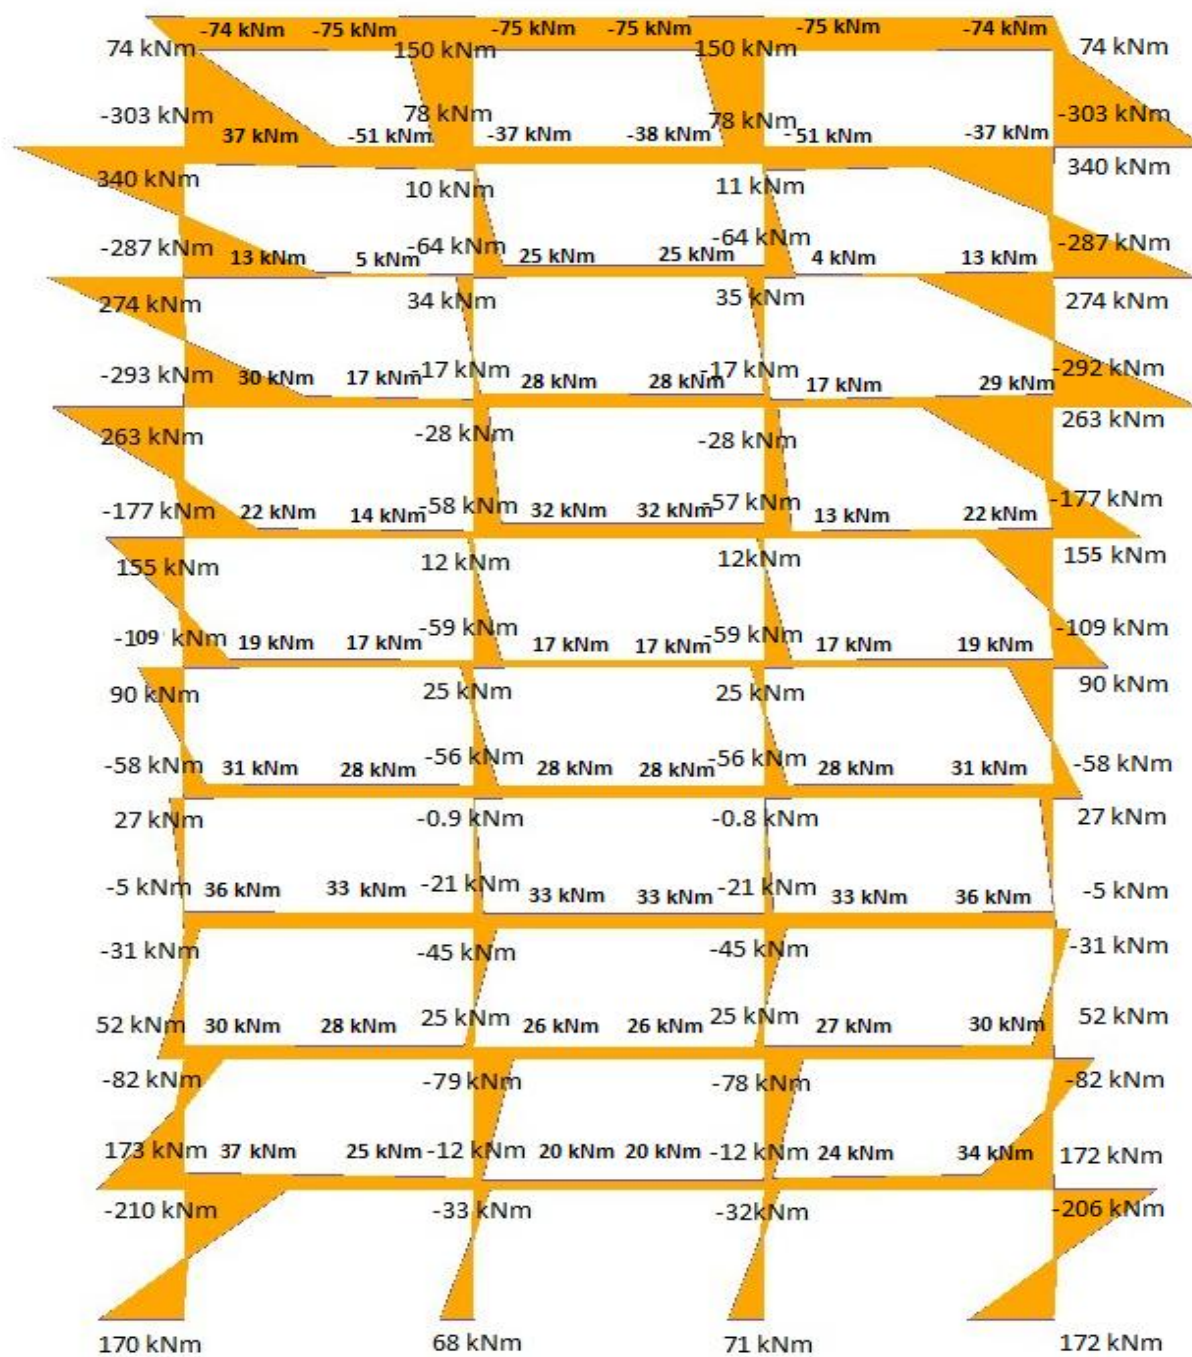 -74 kNm -75 kNm -75 kNm -75 kNm -75 kNm -74 kNm
74 kNm 150 kNm 150 kNm 74 kNm
-303 kNm 78 kNm 78 kNm -303 kNm
37 kNm -51 kNm -37 kNm -38 kNm -51 kNm -37 kNm
340 kNm 10 kNm 11 kNm 340 kNm
-287 kNm -64 kNm -64 kNm -287 kNm
13 kNm 5 kNm 25 kNm 25 kNm 4 kNm 13 kNm
274 kNm 34 kNm 35 kNm 274 kNm
-293 kNm -17 kNm -17 kNm -292 kNm
30 kNm 17 kNm 28 kNm 28 kNm 17 kNm 29 kNm
263 kNm -28 kNm -28 kNm 263 kNm
-177 kNm -58 kNm -57 kNm -177 kNm
22 kNm 14 kNm 32 kNm 32 kNm 13 kNm 22 kNm
155 kNm 12 kNm 12kNm 155 kNm
-109 kNm -59 kNm -59 kNm -109 kNm
19 kNm 17 kNm 17 kNm 17 kNm 17 kNm 19 kNm
90 kNm 25 kNm 25 kNm 90 kNm
-58 kNm -56 kNm -56 kNm -58 kNm
31 kNm 28 kNm 28 kNm 28 kNm 28 kNm 31 kNm
27 kNm -0.9 kNm -0.8 kNm 27 kNm
-5 kNm -21 kNm -21 kNm -5 kNm
36 kNm 33 kNm 33 kNm 33 kNm 33 kNm 36 kNm
-31 kNm -45 kNm -45 kNm -31 kNm
52 kNm 25 kNm 25 kNm 52 kNm
30 kNm 28 kNm 26 kNm 26 kNm 27 kNm 30 kNm
-82 kNm -79 kNm -78 kNm -82 kNm
173 kNm 37 kNm 25 kNm -12 kNm 20 kNm 20 kNm -12 kNm 24 kNm 34 kNm 172 kNm
-210 kNm -33 kNm -32kNm -206 kNm
170 kNm 68 kNm 71 kNm 172 kNm